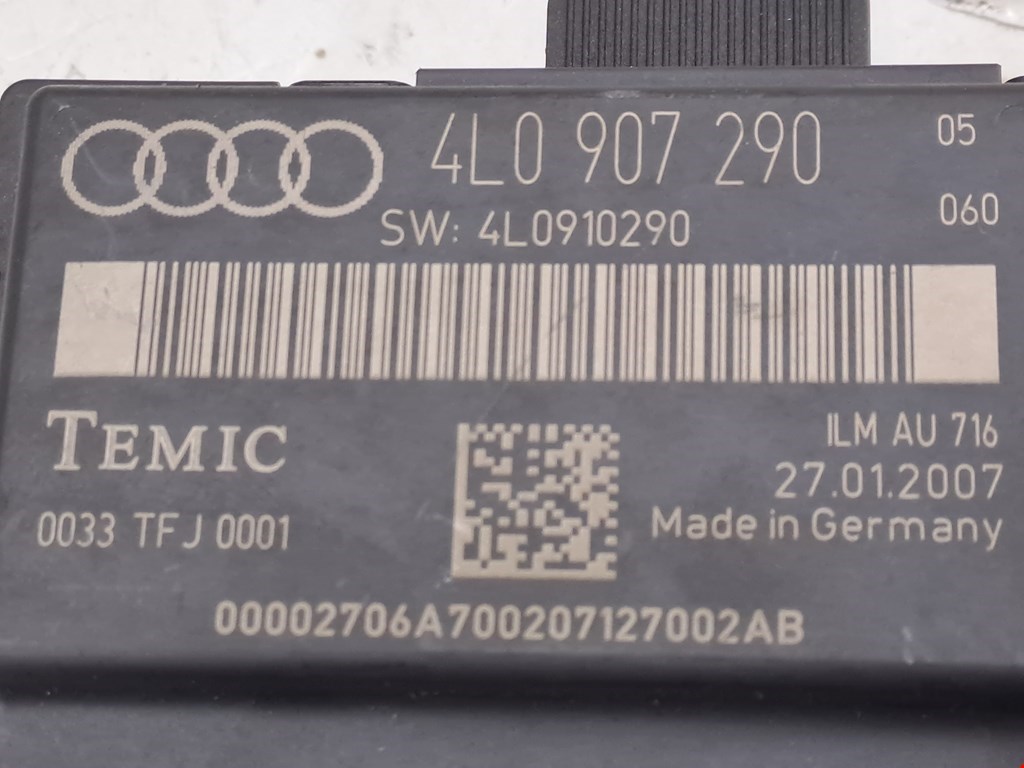 4L0 907 290 05
SW: 4L0910290 060
TEMIC
ILM AU 716
27.01.2007
0033 TFJ 0001
Made in Germany
00002706A700207127002AB